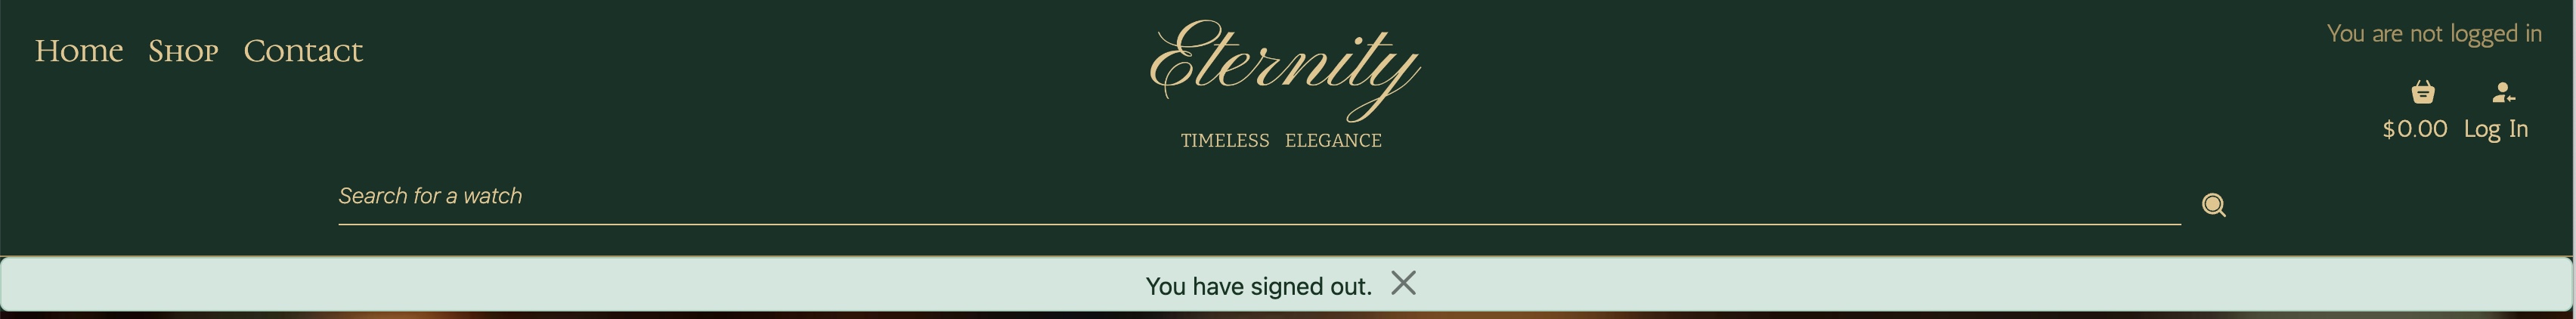 Home Shop Contact
Eternity
TIMELESS ELEGANCE
You are not logged in
$0.00 Log In
Search for a watch
You have signed out.